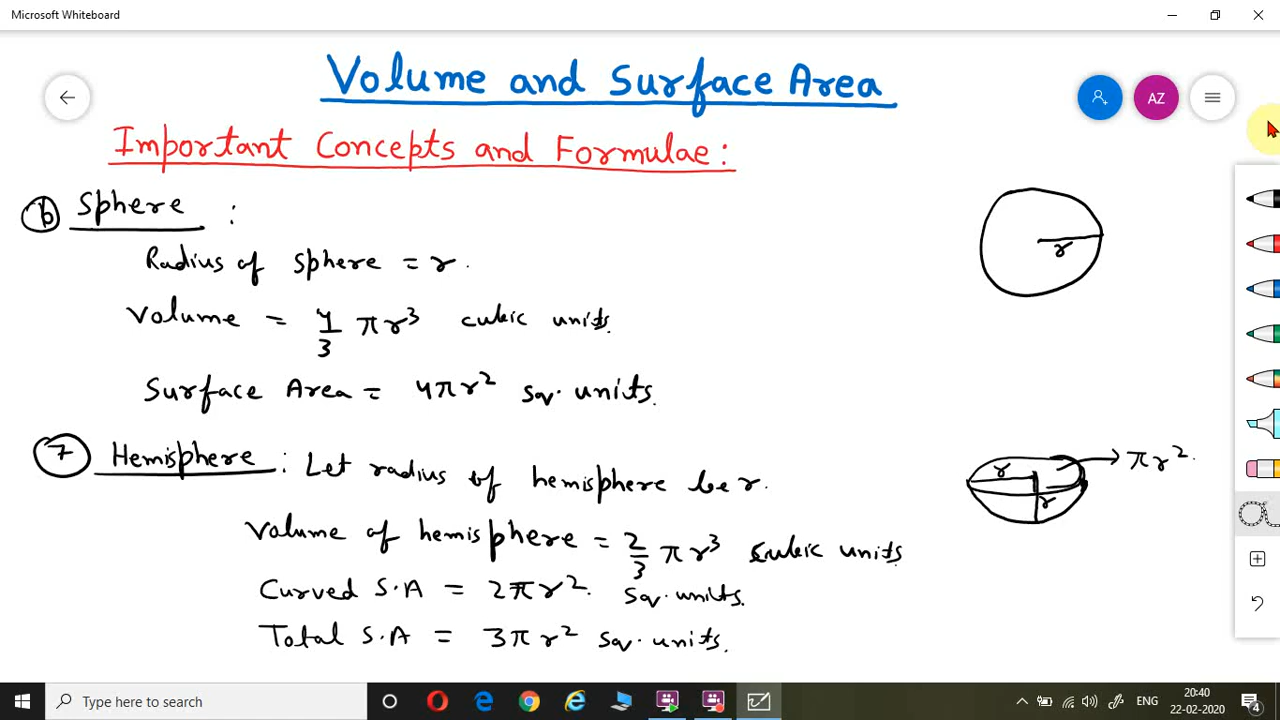 Microsoft Whiteboard
Volume and Surface Area
AZ
Important Concepts and Formulae:
6 Sphere :
Radius of sphere = r.
r
Volume = 4/3 πr³ cubic units.
Surface Area = 4πr² sq. units.
7 Hemisphere : Let radius of hemisphere be r.
r
r
πr².
Volume of hemisphere = 2/3 πr³ cubic units.
Curved S.A = 2πr². sq. units.
Total S.A = 3πr² sq. units.
Type here to search
ENG
20:40
22-02-2020
4